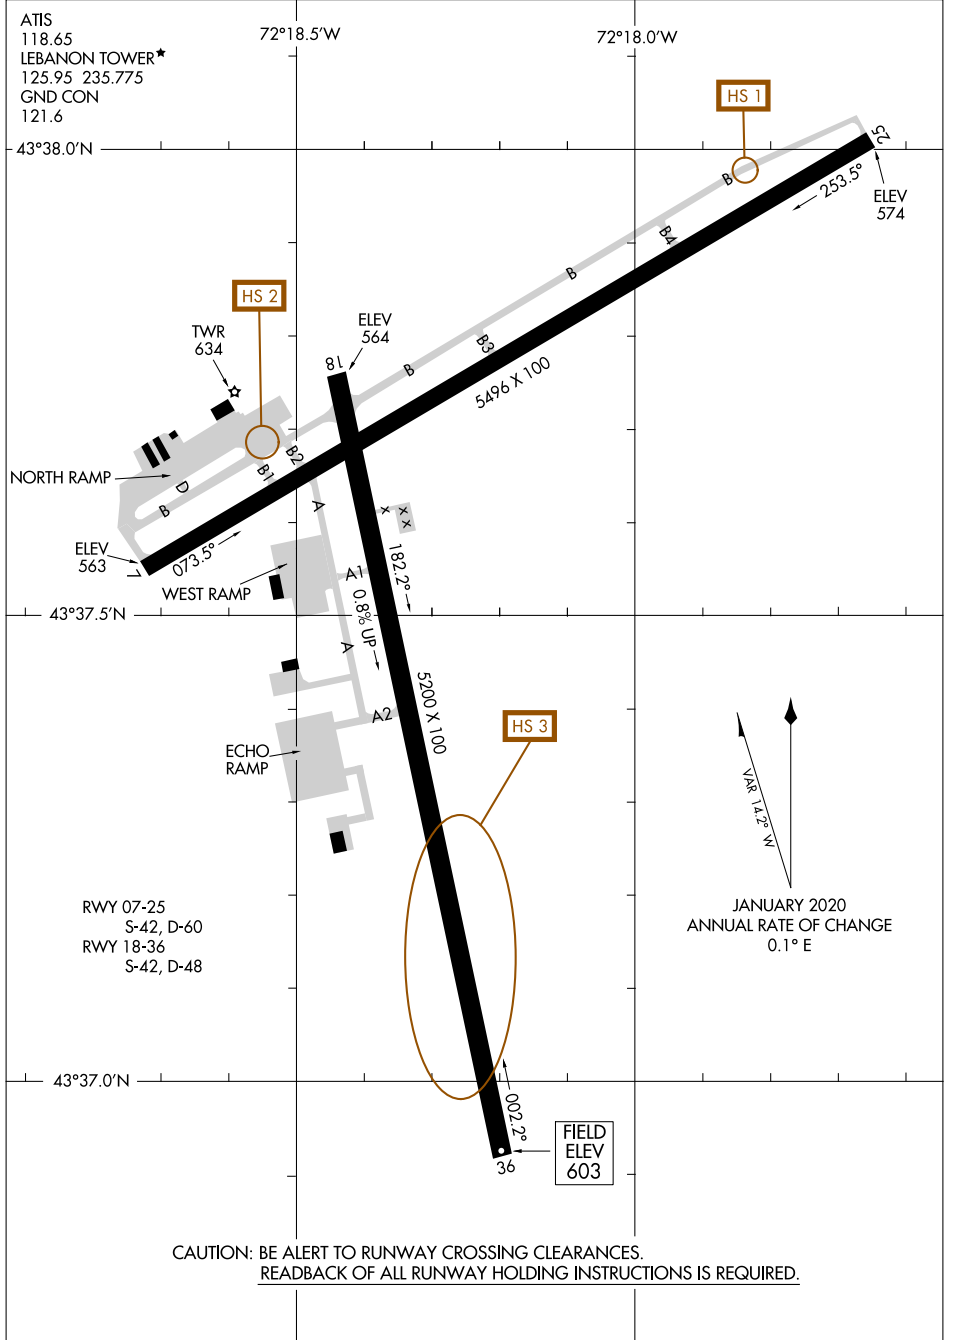 ATIS
118.65
LEBANON TOWER★
125.95 235.775
GND CON
121.6
72°18.5'W
72°18.0'W
43°38.0'N
HS 1
25
B
253.5°
ELEV
574
B4
B
HS 2
TWR
634
ELEV
564
18
B3
B
5496 X 100
NORTH RAMP
B2
B1
D
B
A
X
X X
ELEV
563
7
073.5°
WEST RAMP
A1
182.2°
0.8% UP
43°37.5'N
A
A2
5200 X 100
ECHO
RAMP
HS 3
VAR 14.2° W
JANUARY 2020
ANNUAL RATE OF CHANGE
0.1° E
RWY 07-25
S-42, D-60
RWY 18-36
S-42, D-48
43°37.0'N
002.2°
36
FIELD
ELEV
603
CAUTION: BE ALERT TO RUNWAY CROSSING CLEARANCES.
READBACK OF ALL RUNWAY HOLDING INSTRUCTIONS IS REQUIRED.